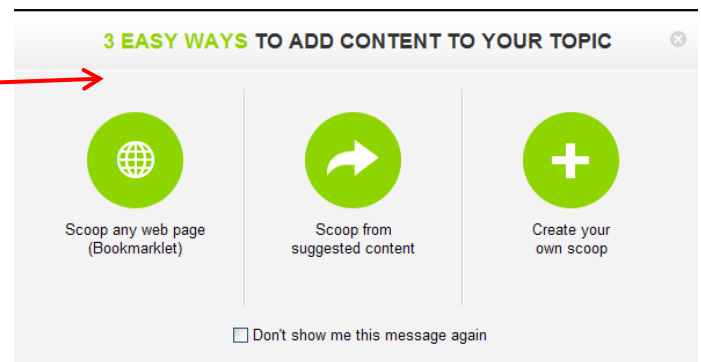 3 EASY WAYS TO ADD CONTENT TO YOUR TOPIC
Scoop any web page
(Bookmarklet)
Scoop from
suggested content
Create your
own scoop
Don't show me this message again